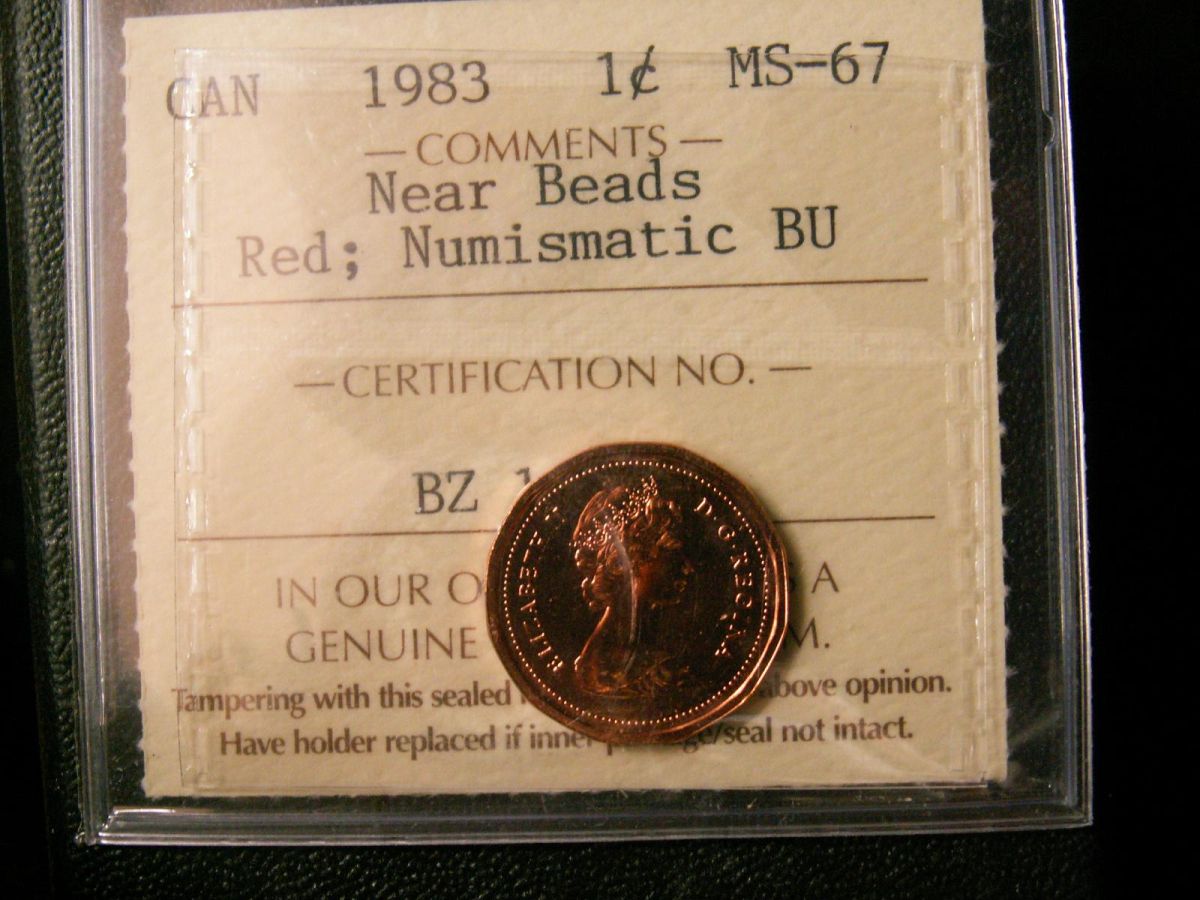 CAN 1983 1¢ MS-67
— COMMENTS —
Near Beads
Red; Numismatic BU
— CERTIFICATION NO. —
BZ
ELIZABETH II D·G·REGINA
IN OUR A
GENUINE
Tampering with this sealed above opinion.
Have holder replaced if inner seal not intact.